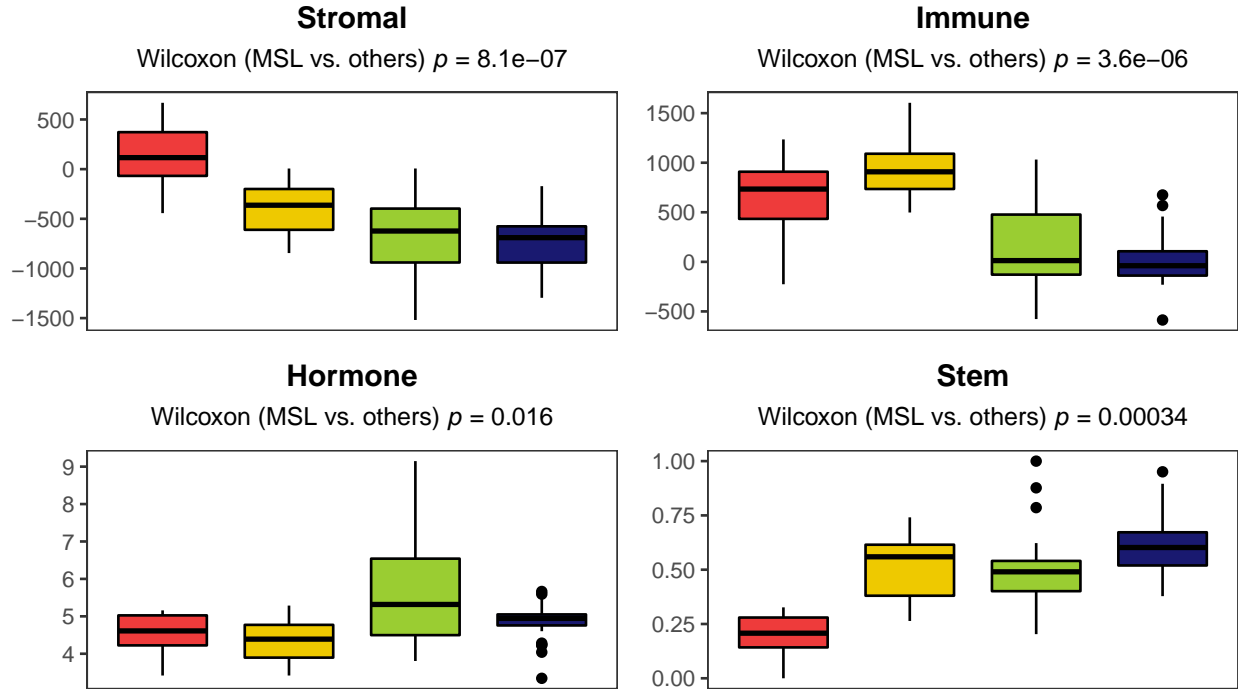 Stromal
Wilcoxon (MSL vs. others) p = 8.1e−07
500
0
−500
−1000
−1500
Immune
Wilcoxon (MSL vs. others) p = 3.6e−06
1500
1000
500
0
−500
Hormone
Wilcoxon (MSL vs. others) p = 0.016
9
8
7
6
5
4
Stem
Wilcoxon (MSL vs. others) p = 0.00034
1.00
0.75
0.50
0.25
0.00